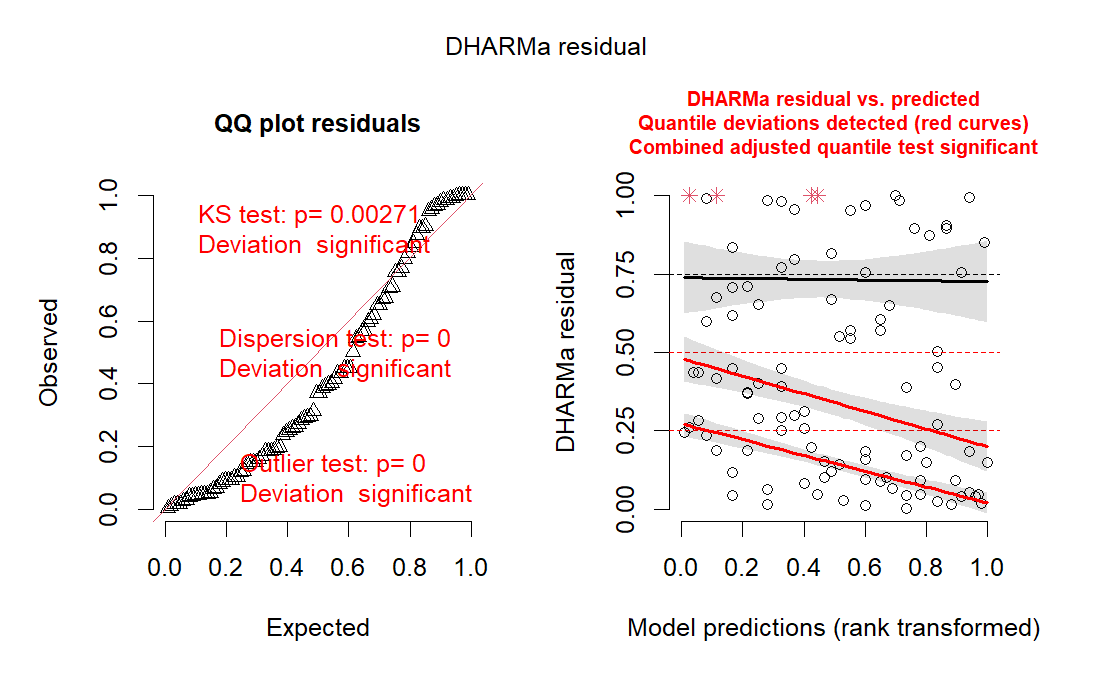 DHARMa residual
QQ plot residuals
KS test: p= 0.00271
Deviation  significant
Dispersion test: p= 0
Deviation  significant
Outlier test: p= 0
Deviation  significant
Observed
0.0 0.2 0.4 0.6 0.8 1.0
0.0 0.2 0.4 0.6 0.8 1.0
Expected
DHARMa residual vs. predicted
Quantile deviations detected (red curves)
Combined adjusted quantile test significant
DHARMa residual
0.00 0.25 0.50 0.75 1.00
0.0 0.2 0.4 0.6 0.8 1.0
Model predictions (rank transformed)